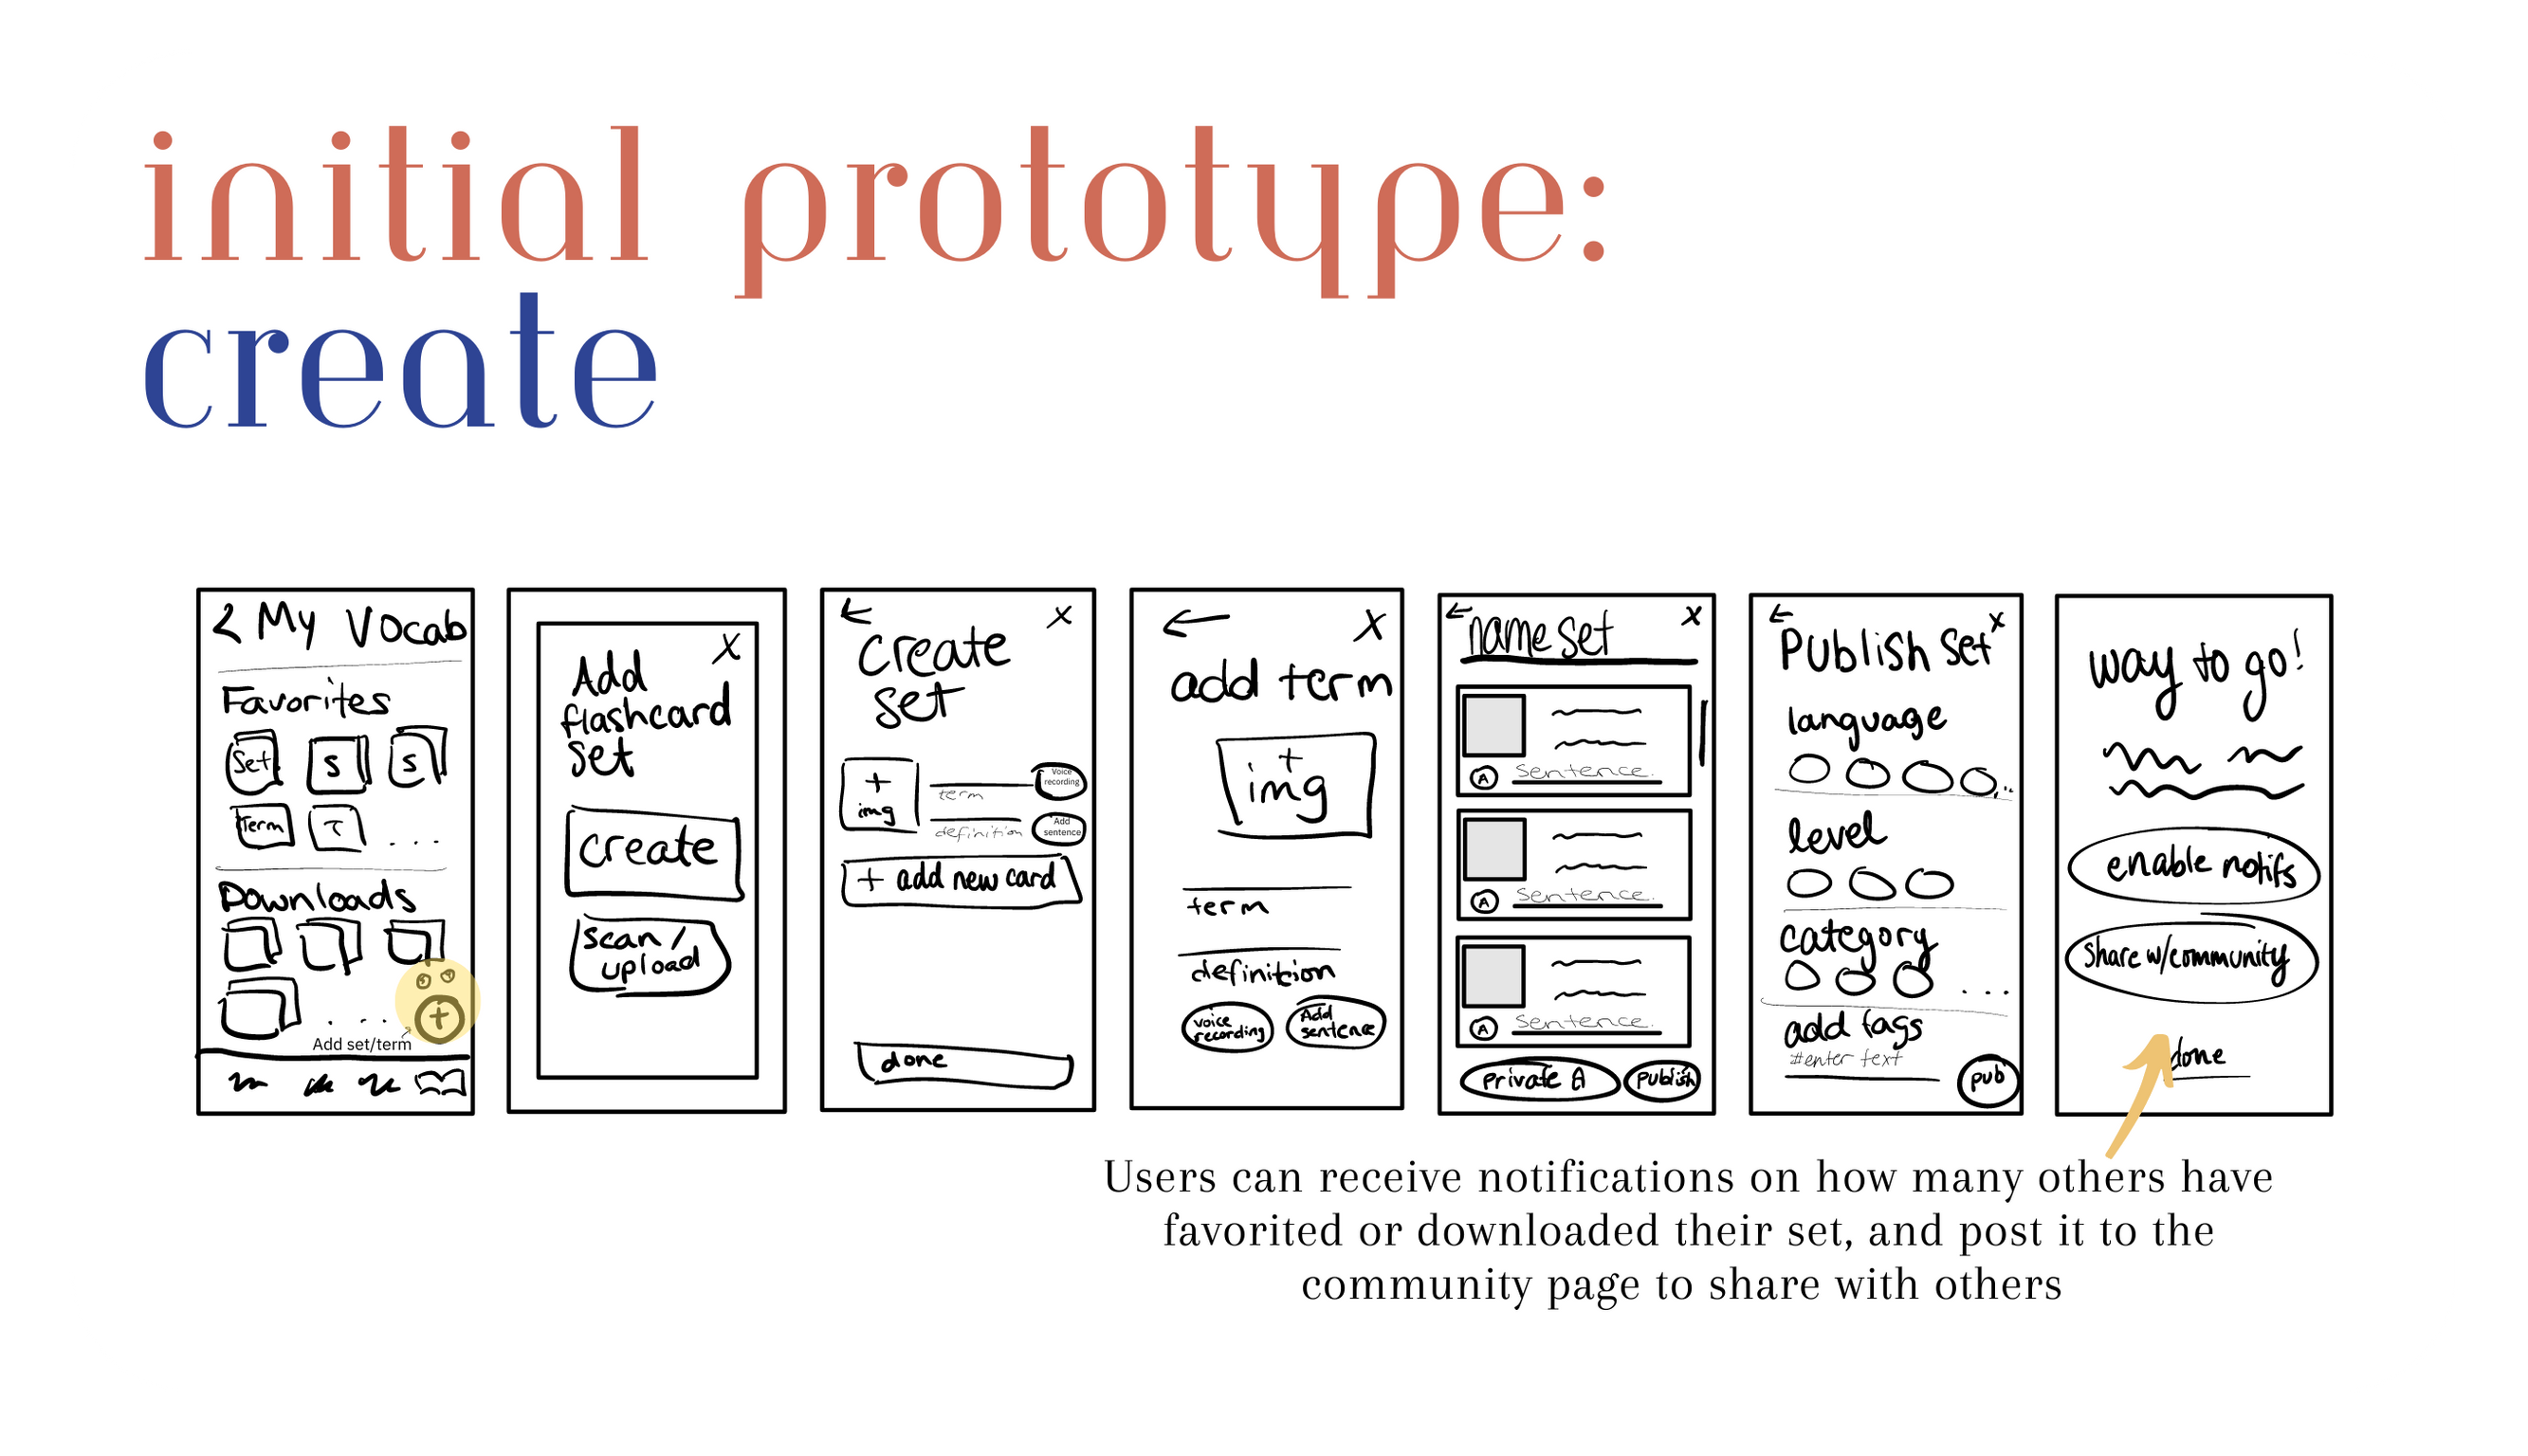 initial prototype:
create
< My Vocab
Favorites
Set S S
Term T ...
Downloads
...
+
Add set/term
X
Add
flashcard
set
create
scan/
upload
← X
create
set
+
img
term
Voice
recording
definition
Add
sentence
+ add new card
done
← X
add term
+
img
term
definition
voice
recording
Add
sentence
← name set X
A Sentence.
A Sentence.
A Sentence.
private
publish
← X
Publish set
language
level
category
...
add tags
#enter text
pub
way to go!
enable notifs
share w/community
done
Users can receive notifications on how many others have
favorited or downloaded their set, and post it to the
community page to share with others